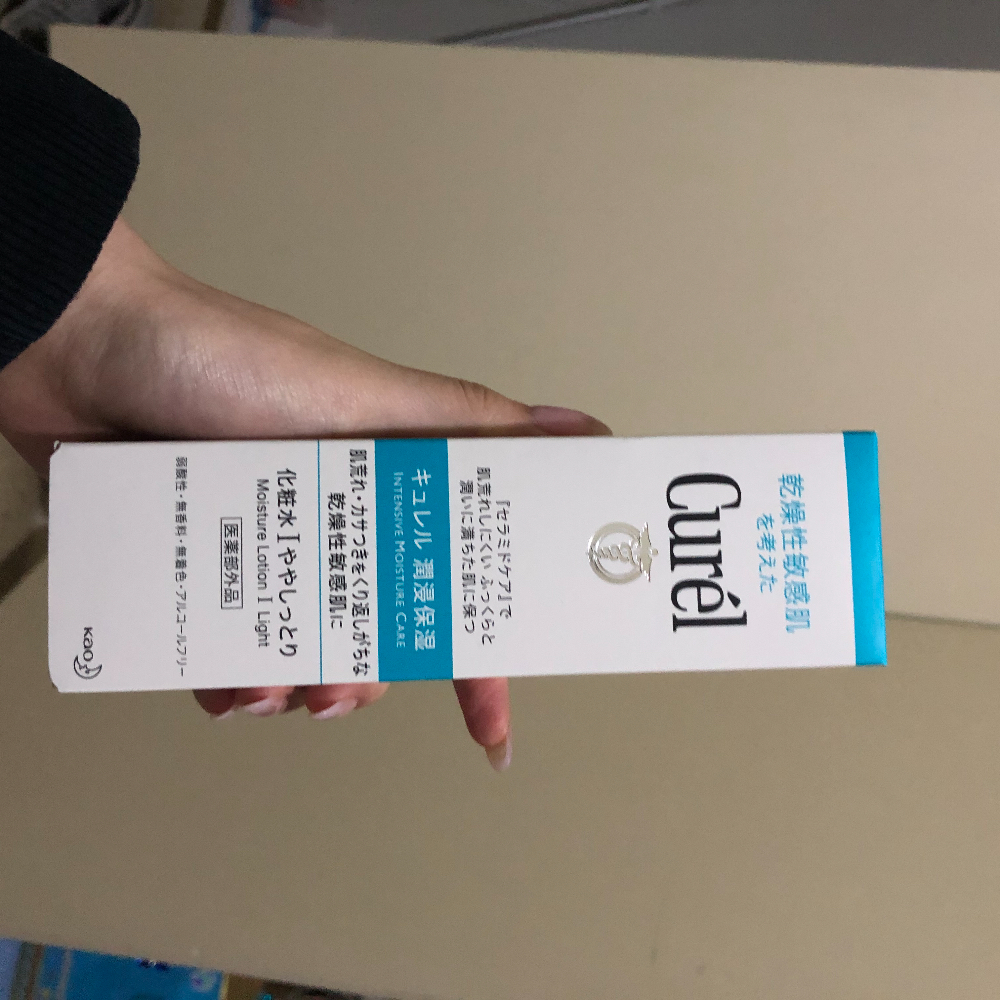 乾燥性敏感肌
を考えた
Curél
『セラミドケア』で
肌荒れしにくい ふっくらと
潤いに満ちた肌に保つ
キュレル 潤浸保湿
INTENSIVE MOISTURE CARE
肌荒れ・カサつきをくり返しがちな
乾燥性敏感肌に
化粧水 I ややしっとり
Moisture Lotion I Light
医薬部外品
弱酸性・無香料・無着色・アルコールフリー
Kao